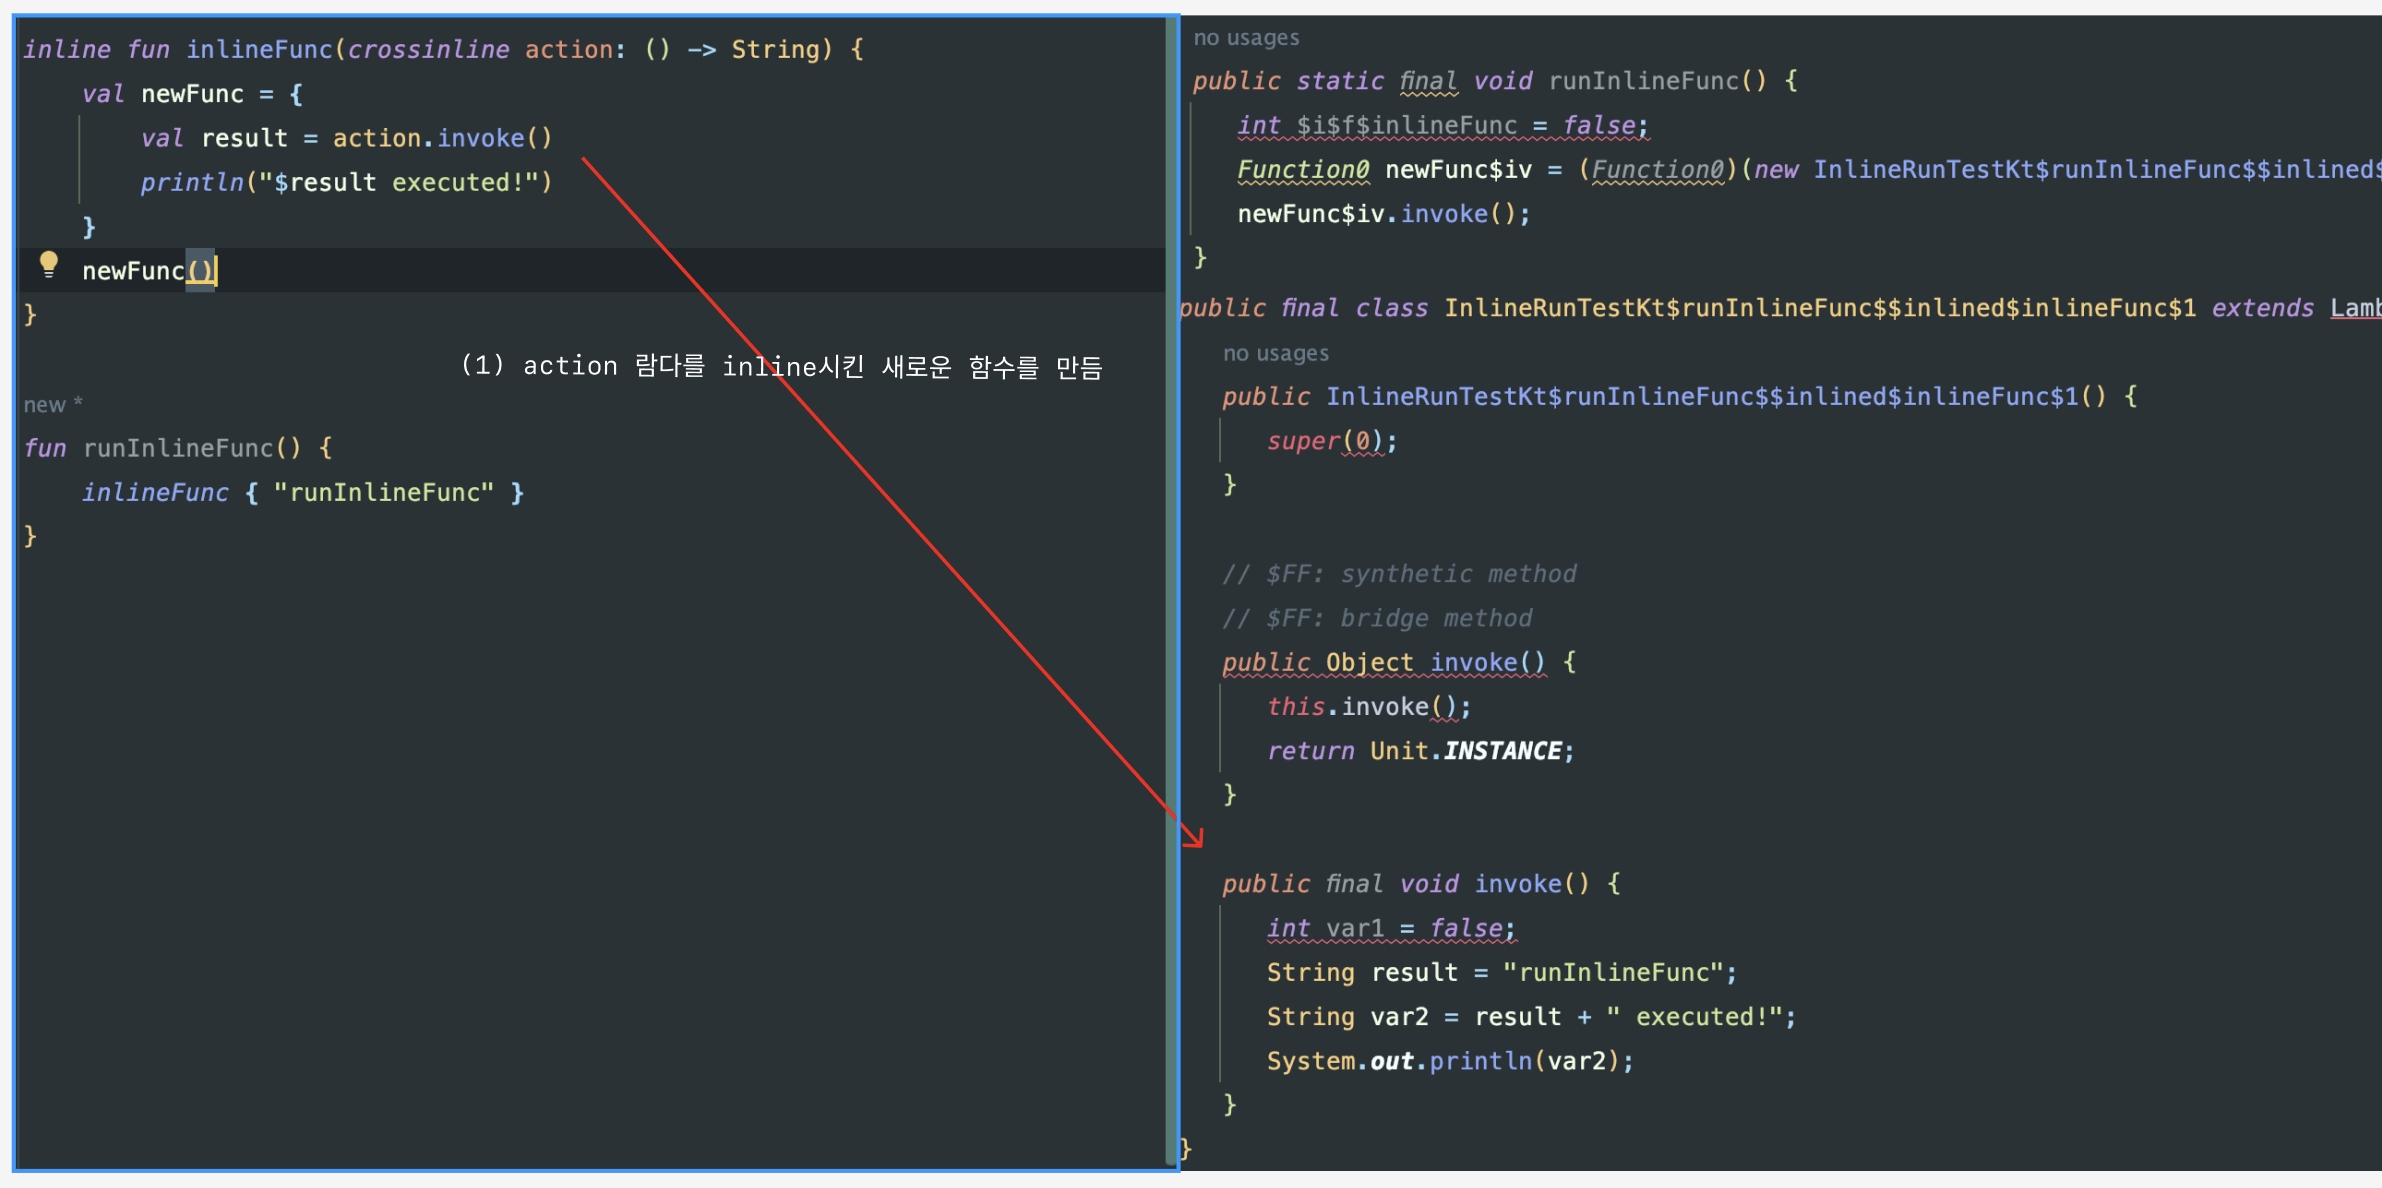 inline fun inlineFunc(crossinline action: () -> String) {
val newFunc = {
val result = action.invoke()
println("$result executed!")
}
newFunc()
}
(1) action 람다를 inline시킨 새로운 함수를 만듬
new *
fun runInlineFunc() {
inlineFunc { "runInlineFunc" }
}
no usages
public static final void runInlineFunc() {
int $i$f$inlineFunc = false;
Function0 newFunc$iv = (Function0)(new InlineRunTestKt$runInlineFunc$$inlined$
newFunc$iv.invoke();
}
public final class InlineRunTestKt$runInlineFunc$$inlined$inlineFunc$1 extends Lamb
no usages
public InlineRunTestKt$runInlineFunc$$inlined$inlineFunc$1() {
super(0);
}
// $FF: synthetic method
// $FF: bridge method
public Object invoke() {
this.invoke();
return Unit.INSTANCE;
}
public final void invoke() {
int var1 = false;
String result = "runInlineFunc";
String var2 = result + " executed!";
System.out.println(var2);
}
}